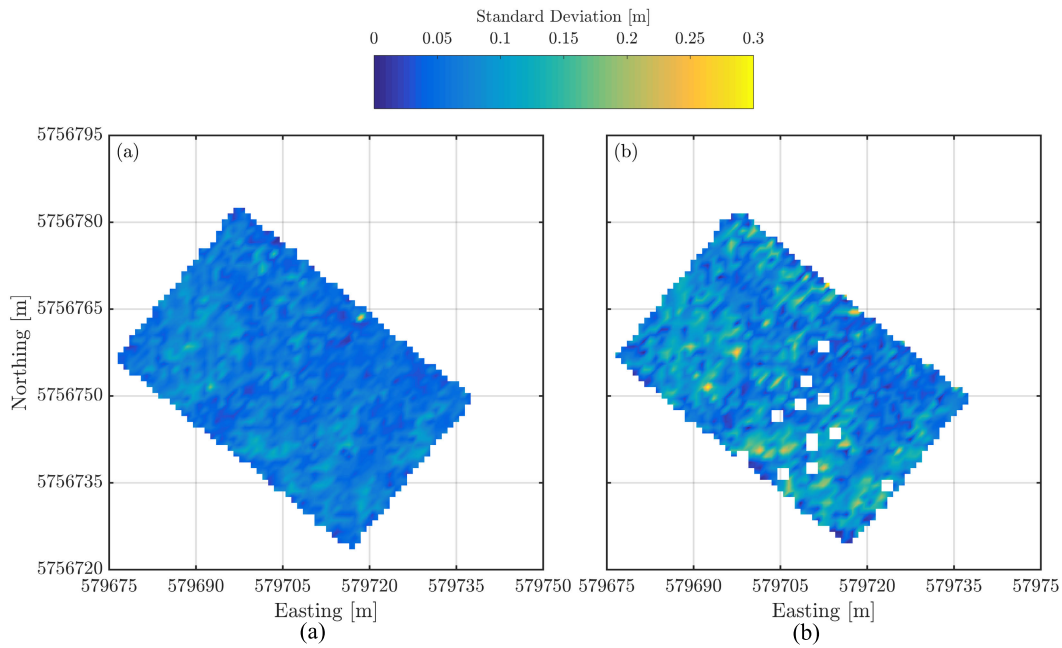 Standard Deviation [m]
0 0.05 0.1 0.15 0.2 0.25 0.3
(a) (b)
5756795
5756780
5756765
5756750
5756735
5756720
Northing [m]
579675 579690 579705 579720 579735 579750 579675 579690 579705 579720 579735 57975
Easting [m] Easting [m]
(a) (b)